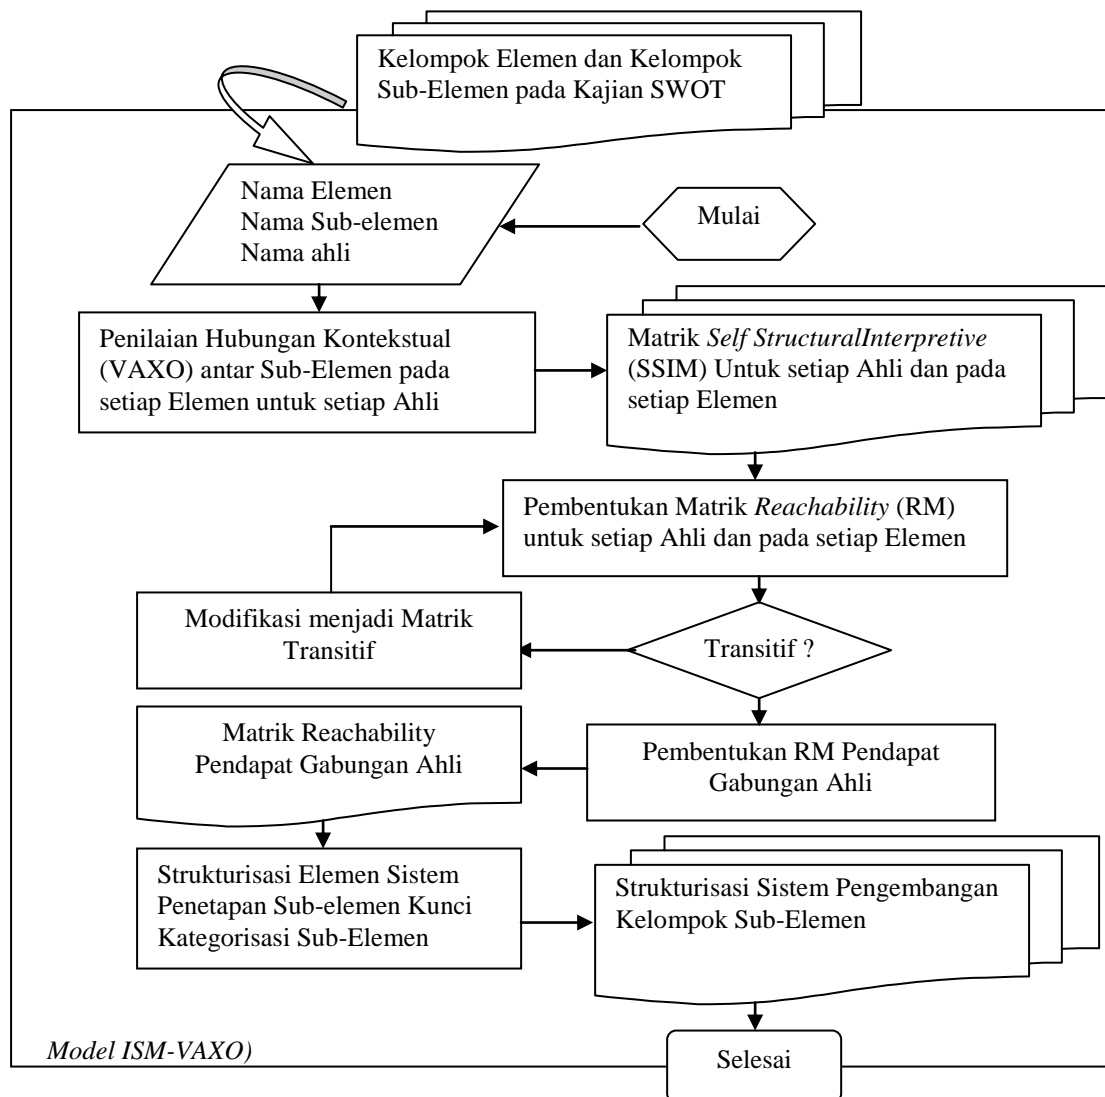 Kelompok Elemen dan Kelompok
Sub-Elemen pada Kajian SWOT
Nama Elemen
Nama Sub-elemen
Nama ahli
Mulai
Penilaian Hubungan Kontekstual
(VAXO) antar Sub-Elemen pada
setiap Elemen untuk setiap Ahli
Matrik Self StructuralInterpretive
(SSIM) Untuk setiap Ahli dan pada
setiap Elemen
Pembentukan Matrik Reachability (RM)
untuk setiap Ahli dan pada setiap Elemen
Modifikasi menjadi Matrik
Transitif
Transitif ?
Matrik Reachability
Pendapat Gabungan Ahli
Pembentukan RM Pendapat
Gabungan Ahli
Strukturisasi Elemen Sistem
Penetapan Sub-elemen Kunci
Kategorisasi Sub-Elemen
Strukturisasi Sistem Pengembangan
Kelompok Sub-Elemen
Model ISM-VAXO)
Selesai